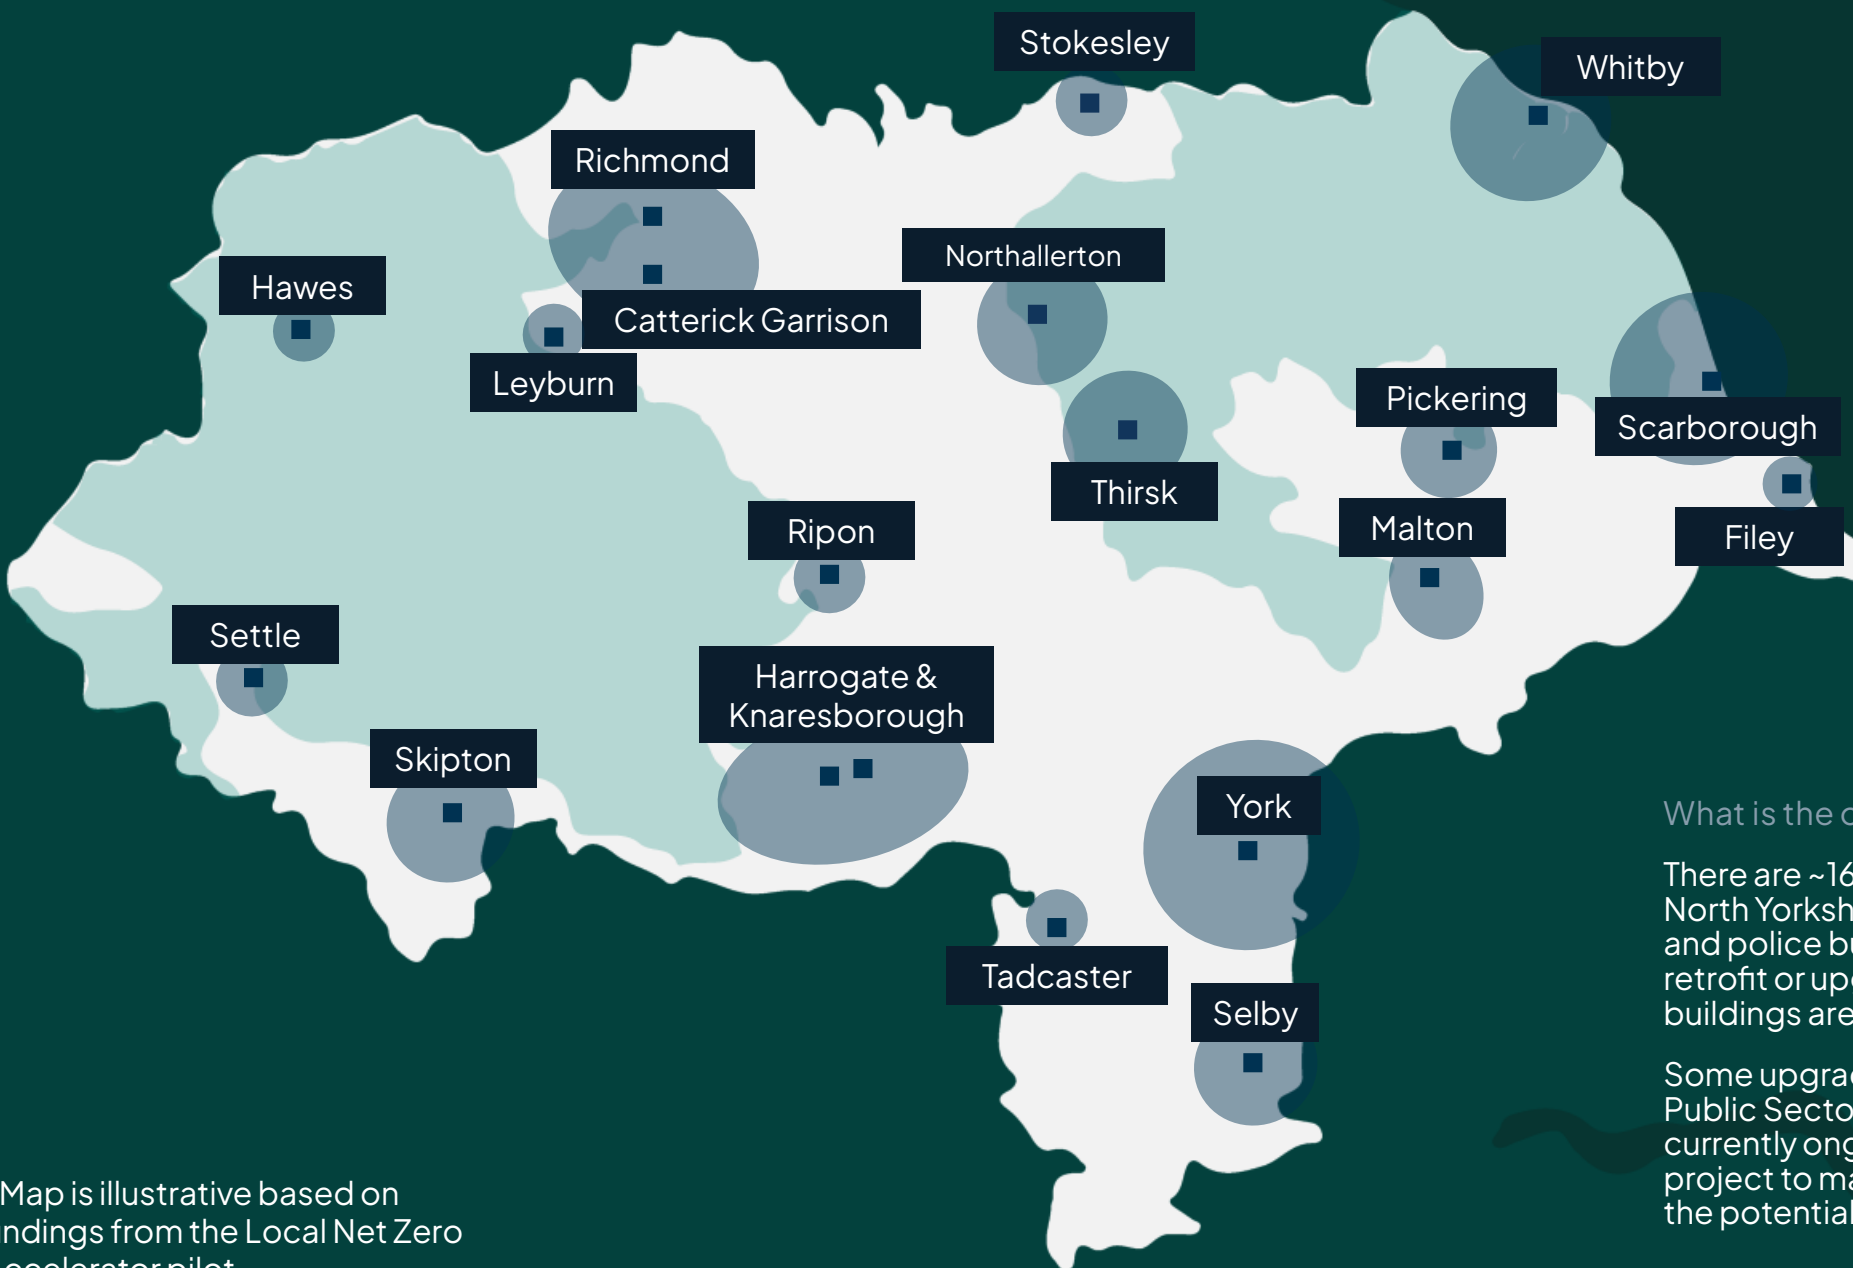 Stokesley
Whitby
Richmond
Northallerton
Hawes
Catterick Garrison
Leyburn
Pickering
Scarborough
Thirsk
Ripon
Malton
Filey
Settle
Harrogate &
Knaresborough
Skipton
York
Tadcaster
Selby
What is the
There are ~16
North Yorksh
and police bu
retrofit or up
buildings are
Some upgra
Public Secto
currently ong
project to ma
the potential
Map is illustrative based on
ndings from the Local Net Zero
ccelerator pilot